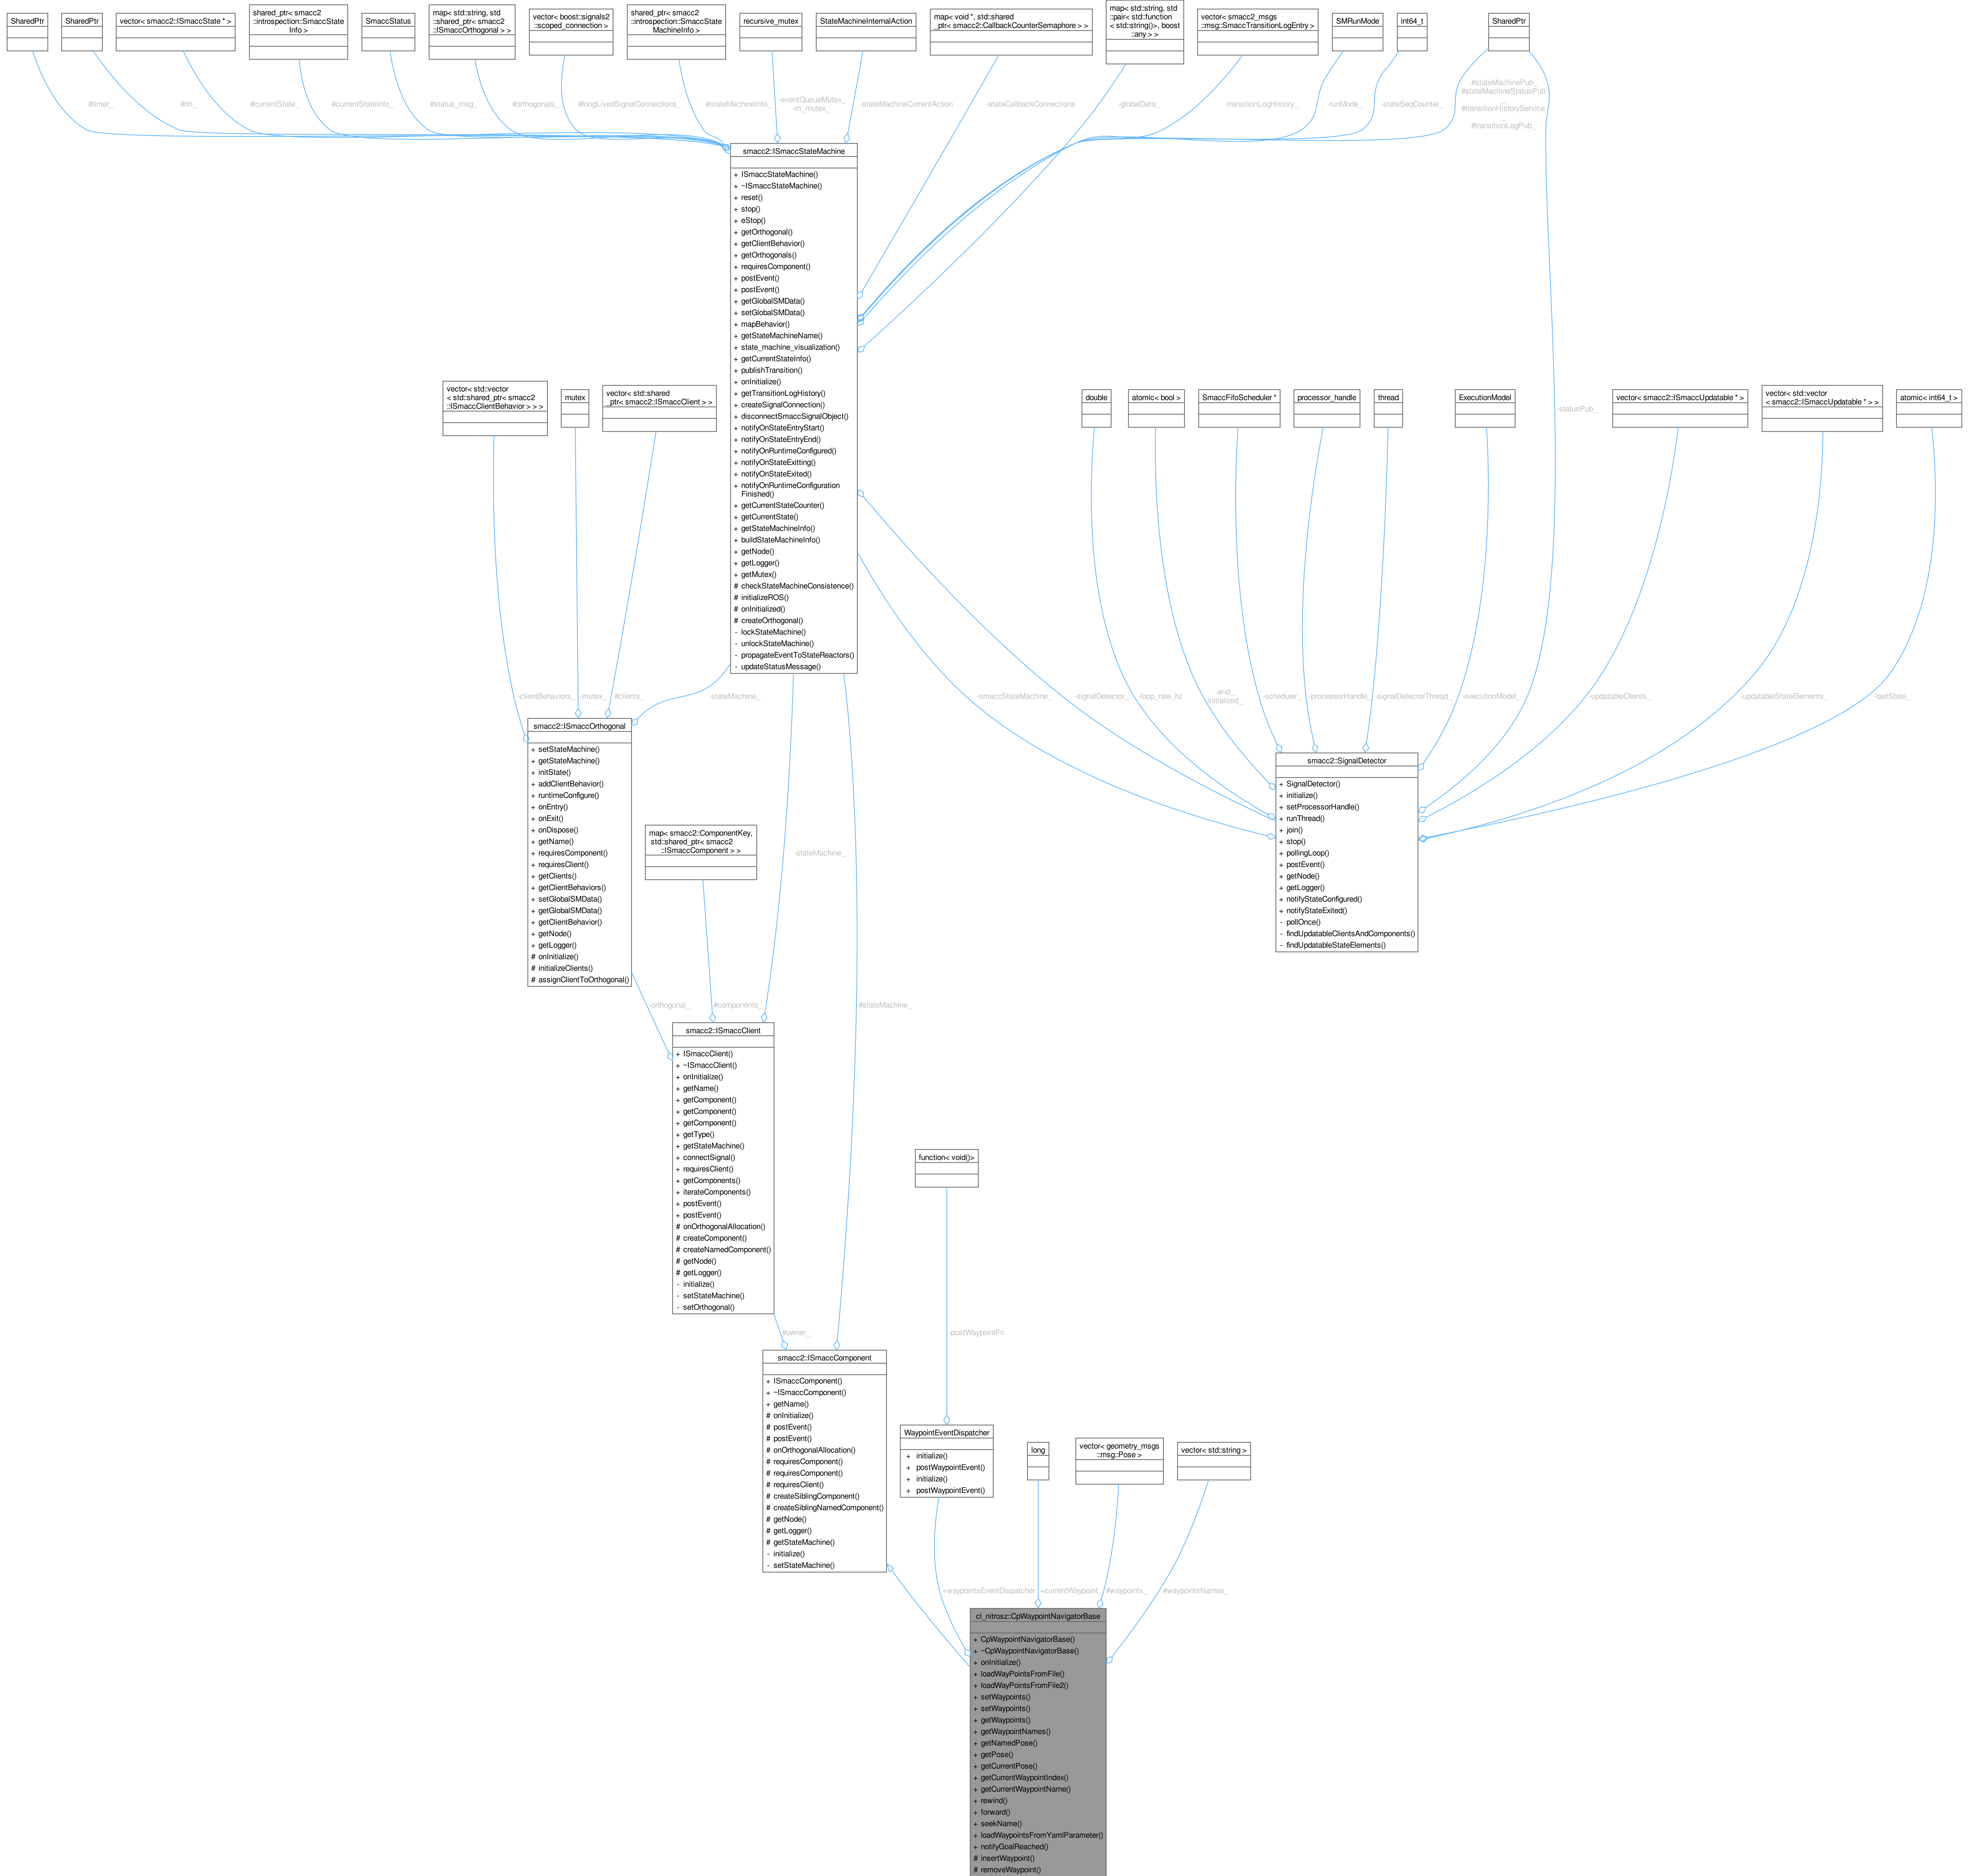 SharedPtr
SharedPtr
vector< smacc2::ISmaccState * >
shared_ptr< smacc2
::introspection::SmaccState
Info >
SmaccStatus
map< std::string, std
::shared_ptr< smacc2
::ISmaccOrthogonal > >
vector< boost::signals2
::scoped_connection >
shared_ptr< smacc2
::introspection::SmaccState
MachineInfo >
recursive_mutex
StateMachineInternalAction
map< void *, std::shared
_ptr< smacc2::CallbackCounterSemaphore > >
map< std::string, std
::pair< std::function
< std::string()>, boost
::any > >
vector< smacc2_msgs
::msg::SmaccTransitionLogEntry >
SMRunMode
int64_t
SharedPtr
#timer_
#nh_
#currentState_
#currentStateInfo_
#status_msg_
#orthogonals_
#longLivedSignalConnections_
#stateMachineInfo_
-eventQueueMutex_
-m_mutex_
-stateMachineCurrentAction
-stateCallbackConnections
-globalData_
-transitionLogHistory_
-runMode_
-stateSeqCounter_
#stateMachinePub_
#stateMachineStatusPub
_
#transitionHistoryService
_
#transitionLogPub_
smacc2::ISmaccStateMachine
+ ISmaccStateMachine()
+ ~ISmaccStateMachine()
+ reset()
+ stop()
+ eStop()
+ getOrthogonal()
+ getClientBehavior()
+ getOrthogonals()
+ requiresComponent()
+ postEvent()
+ postEvent()
+ getGlobalSMData()
+ setGlobalSMData()
+ mapBehavior()
+ getStateMachineName()
+ state_machine_visualization()
+ getCurrentStateInfo()
+ publishTransition()
+ onInitialize()
+ getTransitionLogHistory()
+ createSignalConnection()
+ disconnectSmaccSignalObject()
+ notifyOnStateEntryStart()
+ notifyOnStateEntryEnd()
+ notifyOnRuntimeConfigured()
+ notifyOnStateExitting()
+ notifyOnStateExited()
+ notifyOnRuntimeConfiguration
Finished()
+ getCurrentStateCounter()
+ getCurrentState()
+ getStateMachineInfo()
+ buildStateMachineInfo()
+ getNode()
+ getLogger()
+ getMutex()
# checkStateMachineConsistence()
# initializeROS()
# onInitialized()
# createOrthogonal()
- lockStateMachine()
- unlockStateMachine()
- propagateEventToStateReactors()
- updateStatusMessage()
vector< std::vector
< std::shared_ptr< smacc2
::ISmaccClientBehavior > > >
mutex
vector< std::shared
_ptr< smacc2::ISmaccClient > >
double
atomic< bool >
SmaccFifoScheduler *
processor_handle
thread
ExecutionModel
-statusPub_
vector< smacc2::ISmaccUpdatable * >
vector< std::vector
< smacc2::ISmaccUpdatable * > >
atomic< int64_t >
-clientBehaviors_
-mutex_
#clients_
-stateMachine_
-smaccStateMachine_
-signalDetector_
-loop_rate_hz
-end_
-initialized_
-scheduler_
-processorHandle_
-signalDetectorThread_
-executionModel_
-updatableClients_
-updatableStateElements_
-lastState_
smacc2::ISmaccOrthogonal
+ setStateMachine()
+ getStateMachine()
+ initState()
+ addClientBehavior()
+ runtimeConfigure()
+ onEntry()
+ onExit()
+ onDispose()
+ getName()
+ requiresComponent()
+ requiresClient()
+ getClients()
+ getClientBehaviors()
+ setGlobalSMData()
+ getGlobalSMData()
+ getClientBehavior()
+ getNode()
+ getLogger()
# onInitialize()
# initializeClients()
# assignClientToOrthogonal()
smacc2::SignalDetector
+ SignalDetector()
+ initialize()
+ setProcessorHandle()
+ runThread()
+ join()
+ stop()
+ pollingLoop()
+ postEvent()
+ getNode()
+ getLogger()
+ notifyStateConfigured()
+ notifyStateExited()
- pollOnce()
- findUpdatableClientsAndComponents()
- findUpdatableStateElements()
map< smacc2::ComponentKey,
std::shared_ptr< smacc2
::ISmaccComponent > >
-stateMachine_
-orthogonal_
#components_
#stateMachine_
smacc2::ISmaccClient
+ ISmaccClient()
+ ~ISmaccClient()
+ onInitialize()
+ getName()
+ getComponent()
+ getComponent()
+ getComponent()
+ getType()
+ getStateMachine()
+ connectSignal()
+ requiresClient()
+ getComponents()
+ iterateComponents()
+ postEvent()
+ postEvent()
# onOrthogonalAllocation()
# createComponent()
# createNamedComponent()
# getNode()
# getLogger()
- initialize()
- setStateMachine()
- setOrthogonal()
function< void()>
#owner_
-postWaypointFn
smacc2::ISmaccComponent
+ ISmaccComponent()
+ ~ISmaccComponent()
+ getName()
# onInitialize()
# postEvent()
# postEvent()
# onOrthogonalAllocation()
# requiresComponent()
# requiresComponent()
# requiresClient()
# createSiblingComponent()
# createSiblingNamedComponent()
# getNode()
# getLogger()
# getStateMachine()
- initialize()
- setStateMachine()
WaypointEventDispatcher
+ initialize()
+ postWaypointEvent()
+ initialize()
+ postWaypointEvent()
long
vector< geometry_msgs
::msg::Pose >
vector< std::string >
+waypointsEventDispatcher
+currentWaypoint_
#waypoints_
#waypointsNames_
cl_nitrosz::CpWaypointNavigatorBase
+ CpWaypointNavigatorBase()
+ ~CpWaypointNavigatorBase()
+ onInitialize()
+ loadWayPointsFromFile()
+ loadWayPointsFromFile2()
+ setWaypoints()
+ setWaypoints()
+ getWaypoints()
+ getWaypointNames()
+ getNamedPose()
+ getPose()
+ getCurrentPose()
+ getCurrentWaypointIndex()
+ getCurrentWaypointName()
+ rewind()
+ forward()
+ seekName()
+ loadWaypointsFromYamlParameter()
+ notifyGoalReached()
# insertWaypoint()
# removeWaypoint()